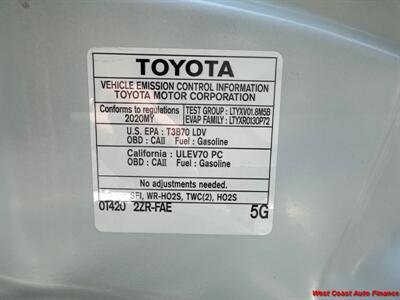 TOYOTA
VEHICLE EMISSION CONTROL INFORMATION
TOYOTA MOTOR CORPORATION
Conforms to regulations TEST GROUP : LTYXV01.8M5B
2020MY EVAP FAMILY : LTYXR0130P72
U.S. EPA : T3B70 LDV
OBD : CAII Fuel : Gasoline
California : ULEV70 PC
OBD : CAII Fuel : Gasoline
No adjustments needed.
SFI, WR-HO2S, TWC(2), HO2S
0T420 2ZR-FAE 5G
West Coast Auto Finance